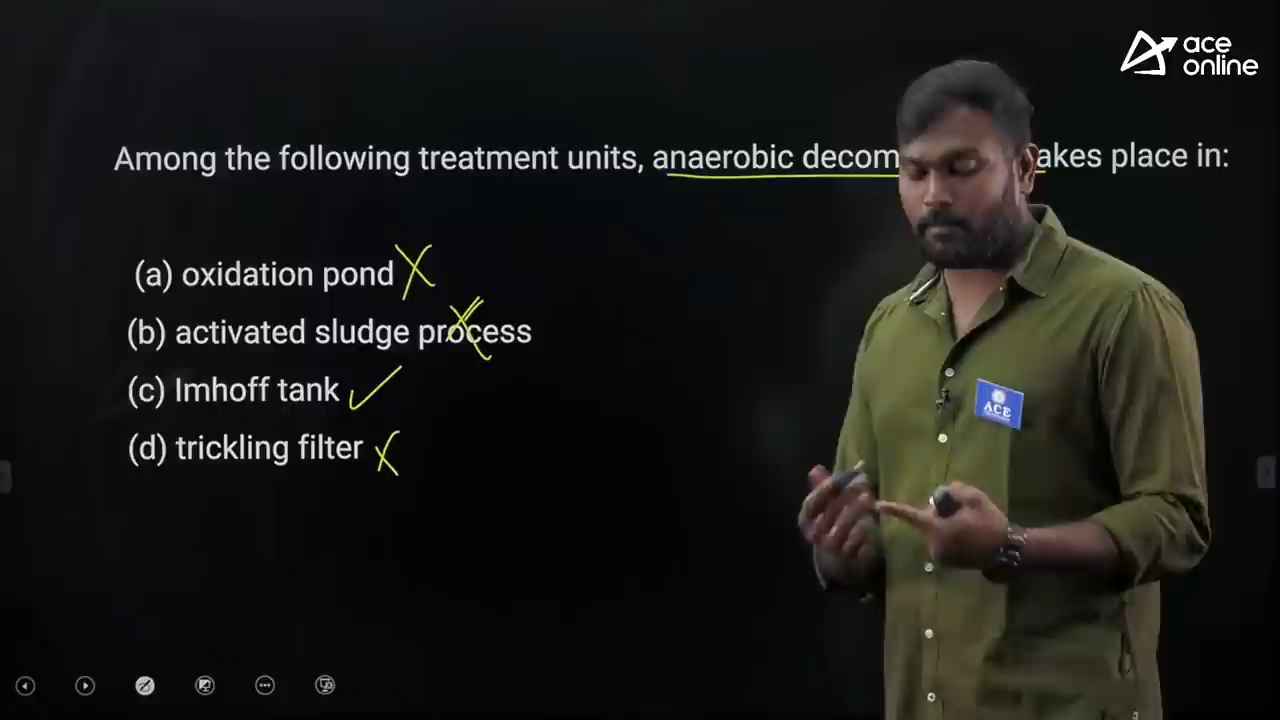 ace
online
Among the following treatment units, anaerobic decom akes place in:
(a) oxidation pond
(b) activated sludge process
(c) Imhoff tank
(d) trickling filter
ACE